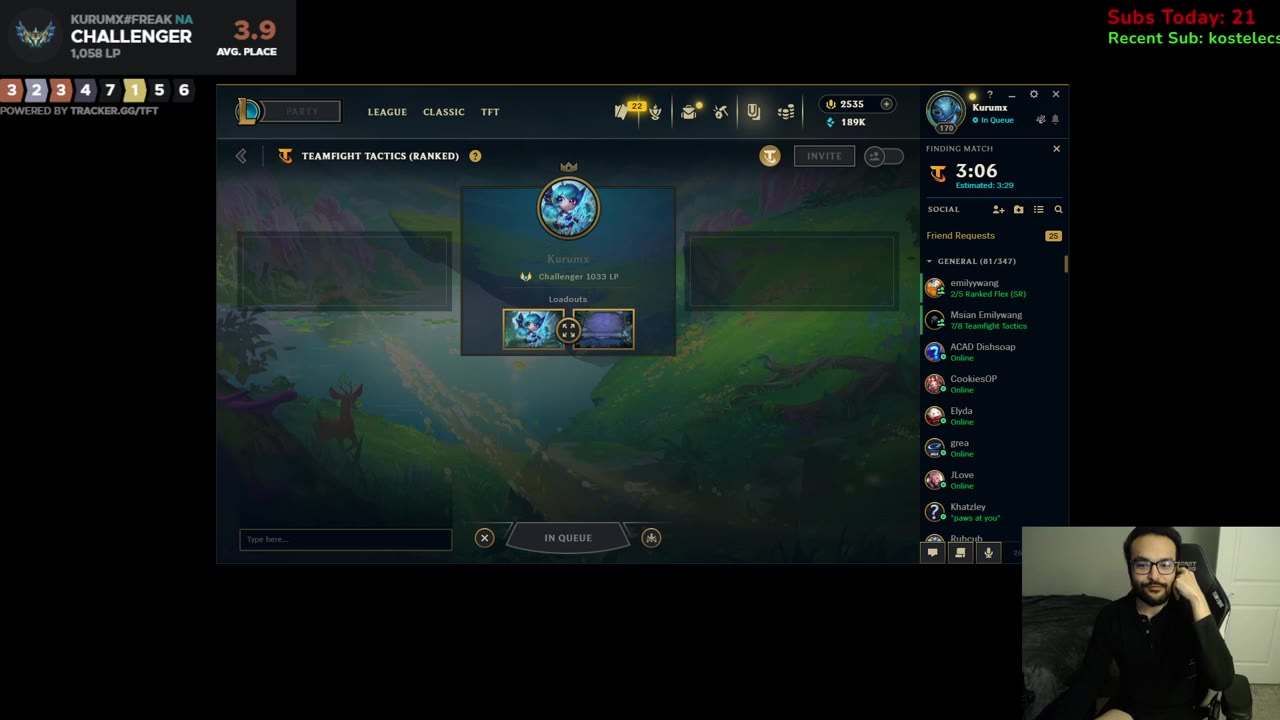 KURUMX#FREAK NA
CHALLENGER
1,058 LP
3.9
AVG. PLACE
3 2 3 4 7 1 5 6
POWERED BY TRACKER.GG/TFT
Subs Today: 21
Recent Sub: kostelecs
PARTY
LEAGUE
CLASSIC
TFT
22
2535
189K
170
?
Kurumx
In Queue
TEAMFIGHT TACTICS (RANKED) ?
INVITE
FINDING MATCH
3:06
Estimated: 3:29
SOCIAL
Friend Requests
25
GENERAL (81/347)
emilyywang
2/5 Ranked Flex (SR)
Msian Emilywang
7/8 Teamfight Tactics
ACAD Dishsoap
Online
CookiesOP
Online
Elyda
Online
grea
Online
JLove
Online
Khatzley
"paws at you"
Rubcub
Kurumx
Challenger 1033 LP
Loadouts
Type here...
IN QUEUE